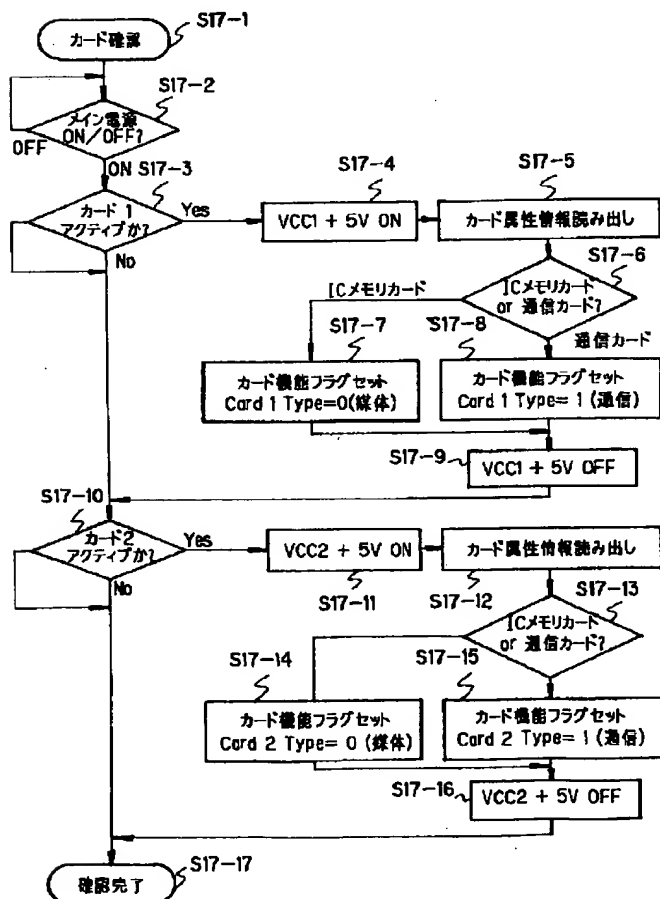 カード確認
S17-1
S17-2
メイン電源
ON/OFF?
OFF
ON
S17-3
カード 1
アクティブか?
Yes
No
S17-4
VCC1 + 5V ON
S17-5
カード属性情報読み出し
S17-6
ICメモリカード
or 通信カード?
ICメモリカード
通信カード
S17-7
カード機能フラグセット
Card 1 Type=0(媒体)
S17-8
カード機能フラグセット
Card 1 Type=1(通信)
S17-9
VCC1 + 5V OFF
S17-10
カード2
アクティブか?
Yes
No
VCC2 + 5V ON
S17-11
カード属性情報読み出し
S17-12
S17-13
ICメモリカード
or 通信カード?
S17-14
カード機能フラグセット
Card 2 Type= 0 (媒体)
S17-15
カード機能フラグセット
Card 2 Type= 1 (通信)
S17-16
VCC2 + 5V OFF
確認完了
S17-17